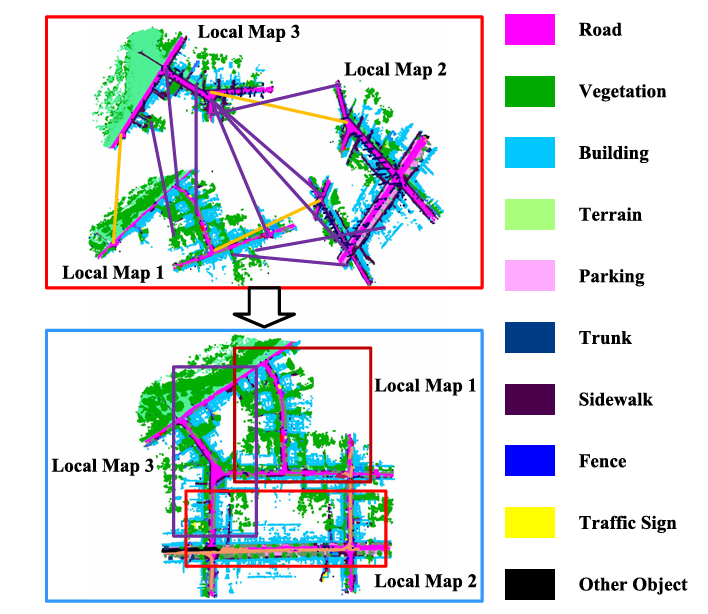 Local Map 3
Local Map 2
Local Map 1
Local Map 1
Local Map 3
Local Map 2
Road
Vegetation
Building
Terrain
Parking
Trunk
Sidewalk
Fence
Traffic Sign
Other Object